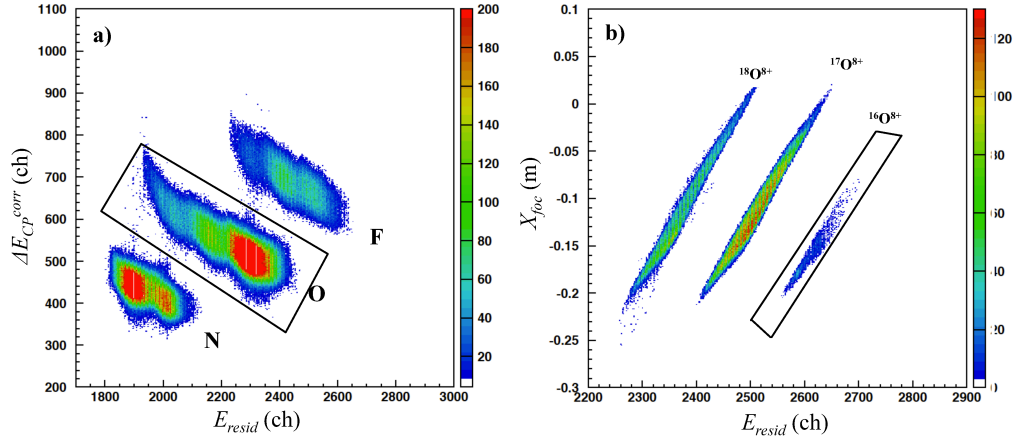 a)
1100
1000
900
800
700
600
500
400
300
200
ΔE_CP^corr (ch)
1800 2000 2200 2400 2600 2800 3000
E_resid (ch)
F
O
N
200
180
160
140
120
100
80
60
40
20
b)
0.1
0.05
0
-0.05
-0.1
-0.15
-0.2
-0.25
-0.3
X_foc (m)
2200 2300 2400 2500 2600 2700 2800 2900
E_resid (ch)
¹⁸O⁸⁺
¹⁷O⁸⁺
¹⁶O⁸⁺
120
100
80
60
40
20
0